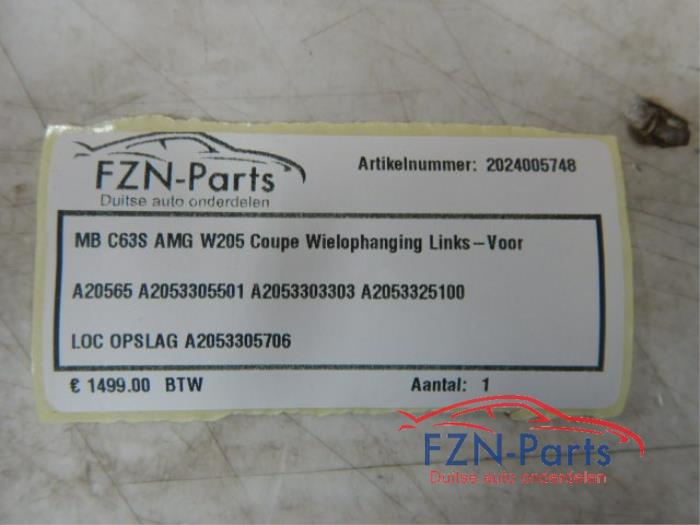 FZN-Parts
Duitse auto onderdelen
Artikelnummer: 2024005748
MB C63S AMG W205 Coupe Wielophanging Links-Voor
A20565 A2053305501 A2053303303 A2053325100
LOC OPSLAG A2053305706
€ 1499.00 BTW
Aantal: 1
FZN-Parts
Duitse auto onderdelen